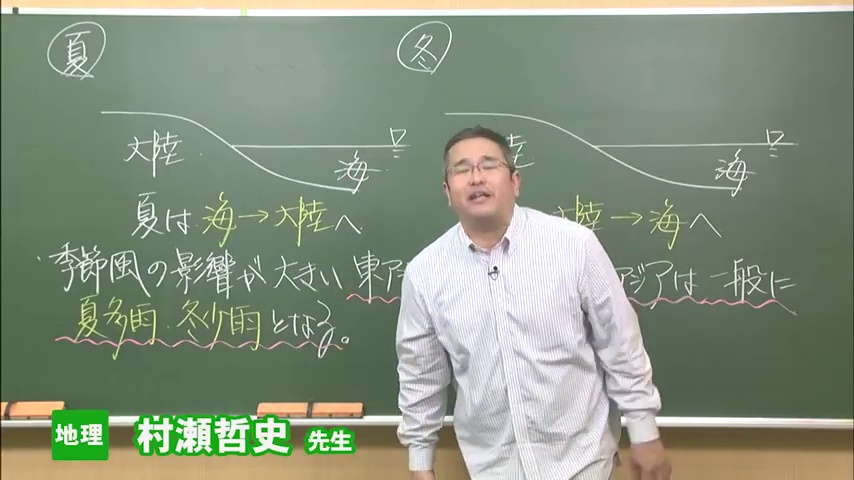 夏 冬
大陸 海 陸 海
夏は海→大陸へ 大陸→海へ
季節風の影響が大きい東ア アジアは一般に
夏多雨・冬少雨となる。
地理 村瀬哲史 先生